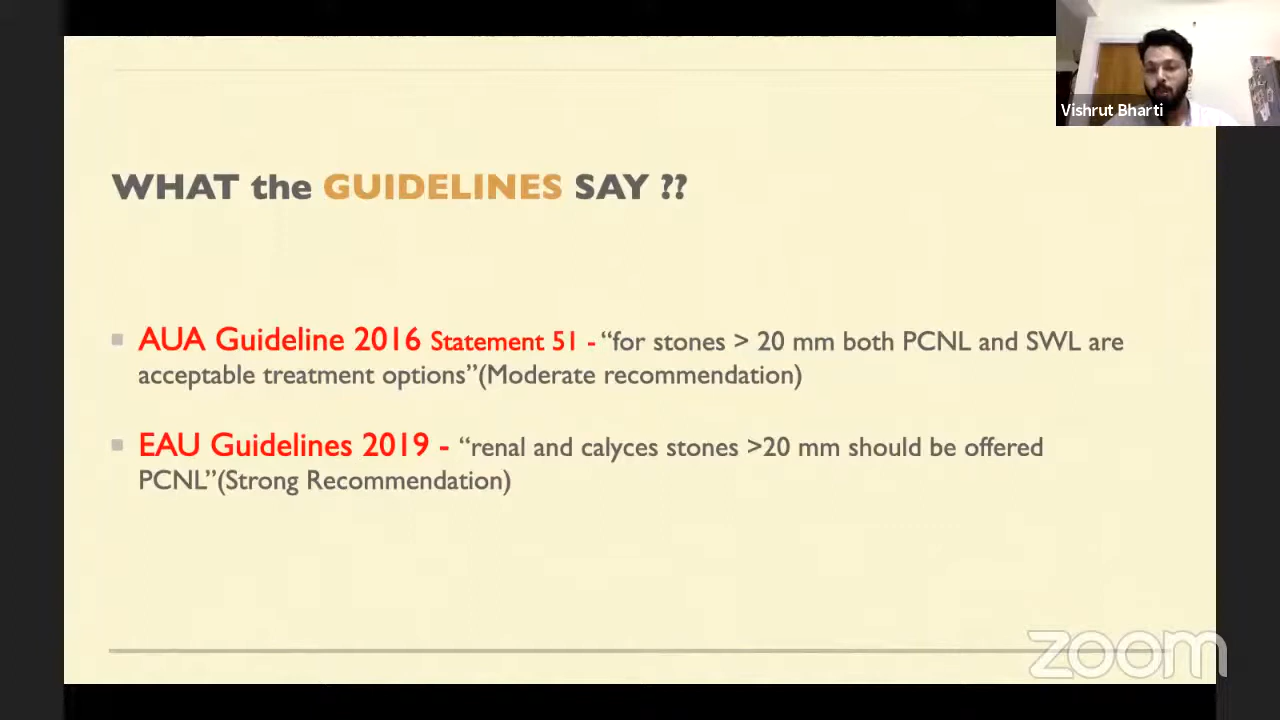 Vishrut Bharti
WHAT the GUIDELINES SAY ??
AUA Guideline 2016 Statement 51 - “for stones > 20 mm both PCNL and SWL are
acceptable treatment options”(Moderate recommendation)
EAU Guidelines 2019 - “renal and calyces stones >20 mm should be offered
PCNL”(Strong Recommendation)
zoom